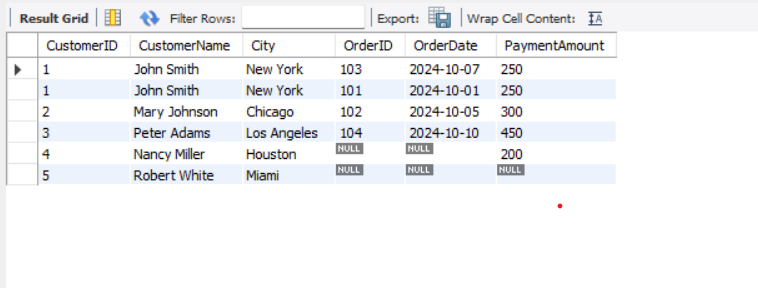 Result Grid Filter Rows: Export: Wrap Cell Content: IA
CustomerID CustomerName City OrderID OrderDate PaymentAmount
1 John Smith New York 103 2024-10-07 250
1 John Smith New York 101 2024-10-01 250
2 Mary Johnson Chicago 102 2024-10-05 300
3 Peter Adams Los Angeles 104 2024-10-10 450
4 Nancy Miller Houston NULL NULL 200
5 Robert White Miami NULL NULL NULL